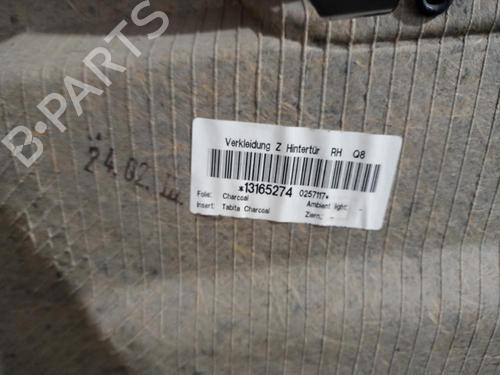 B-PARTS
Verkleidung Z Hintertür RH Q8
*13165274 0257117*
Folie: Charcoal Ambient light: -
Insert: Tabita Charcoal Ziern.: -
24.02.